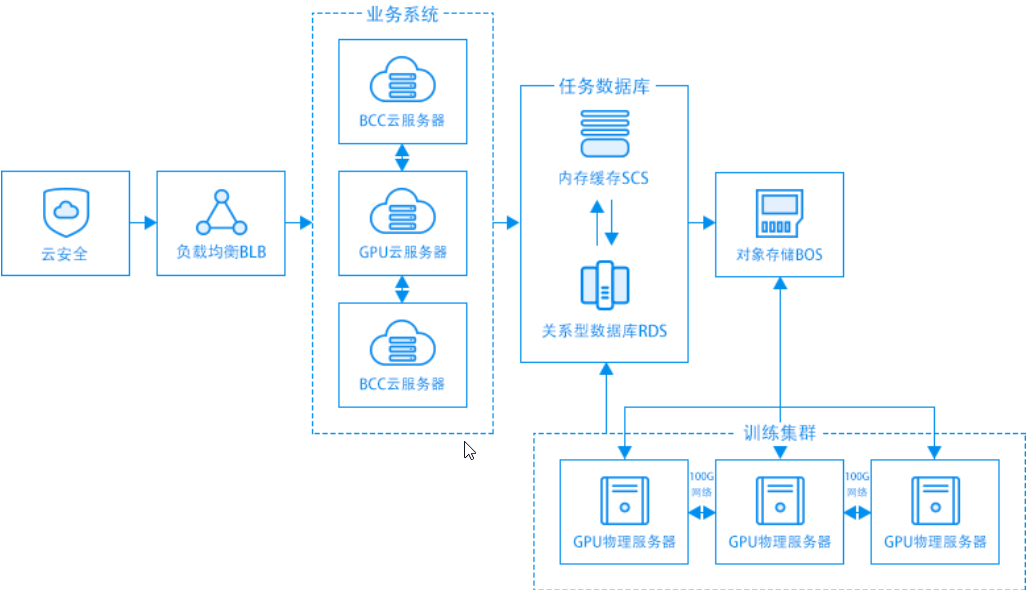 业务系统
BCC云服务器
云安全
负载均衡BLB
GPU云服务器
BCC云服务器
任务数据库
内存缓存SCS
关系型数据库RDS
对象存储BOS
训练集群
GPU物理服务器
100G
网络
GPU物理服务器
100G
网络
GPU物理服务器